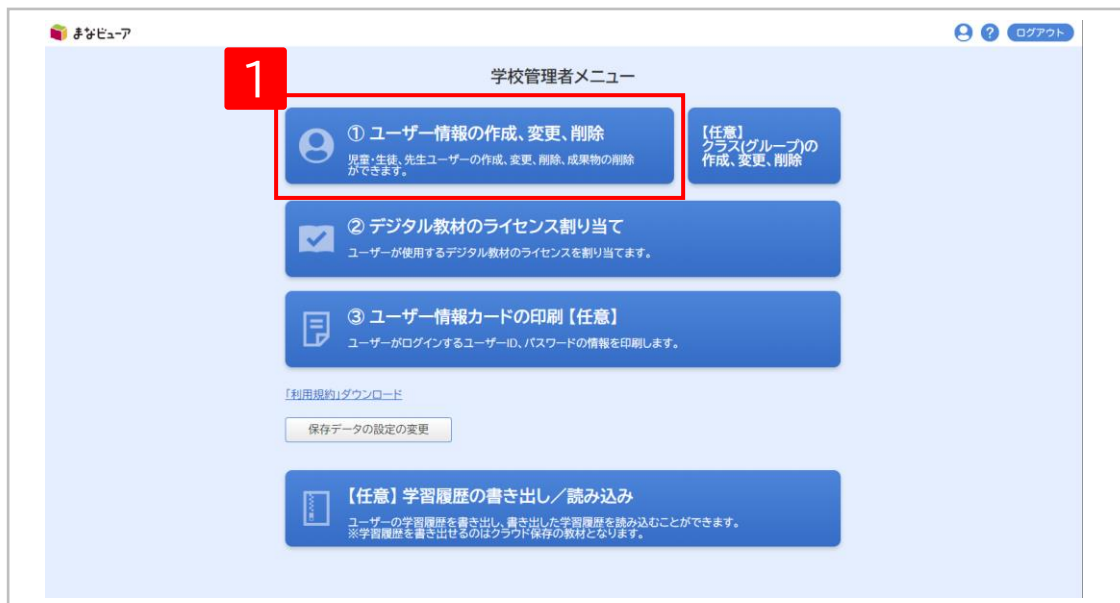 まなビューア
? ログアウト
学校管理者メニュー
1
① ユーザー情報の作成、変更、削除
児童・生徒、先生ユーザーの作成、変更、削除、成果物の削除
ができます。
【任意】
クラス(グループ)の
作成、変更、削除
② デジタル教材のライセンス割り当て
ユーザーが使用するデジタル教材のライセンスを割り当てます。
③ ユーザー情報カードの印刷【任意】
ユーザーがログインするユーザーID、パスワードの情報を印刷します。
「利用規約」ダウンロード
保存データの設定の変更
【任意】学習履歴の書き出し／読み込み
ユーザーの学習履歴を書き出し、書き出した学習履歴を読み込むことができます。
※学習履歴を書き出せるのはクラウド保存の教材となります。